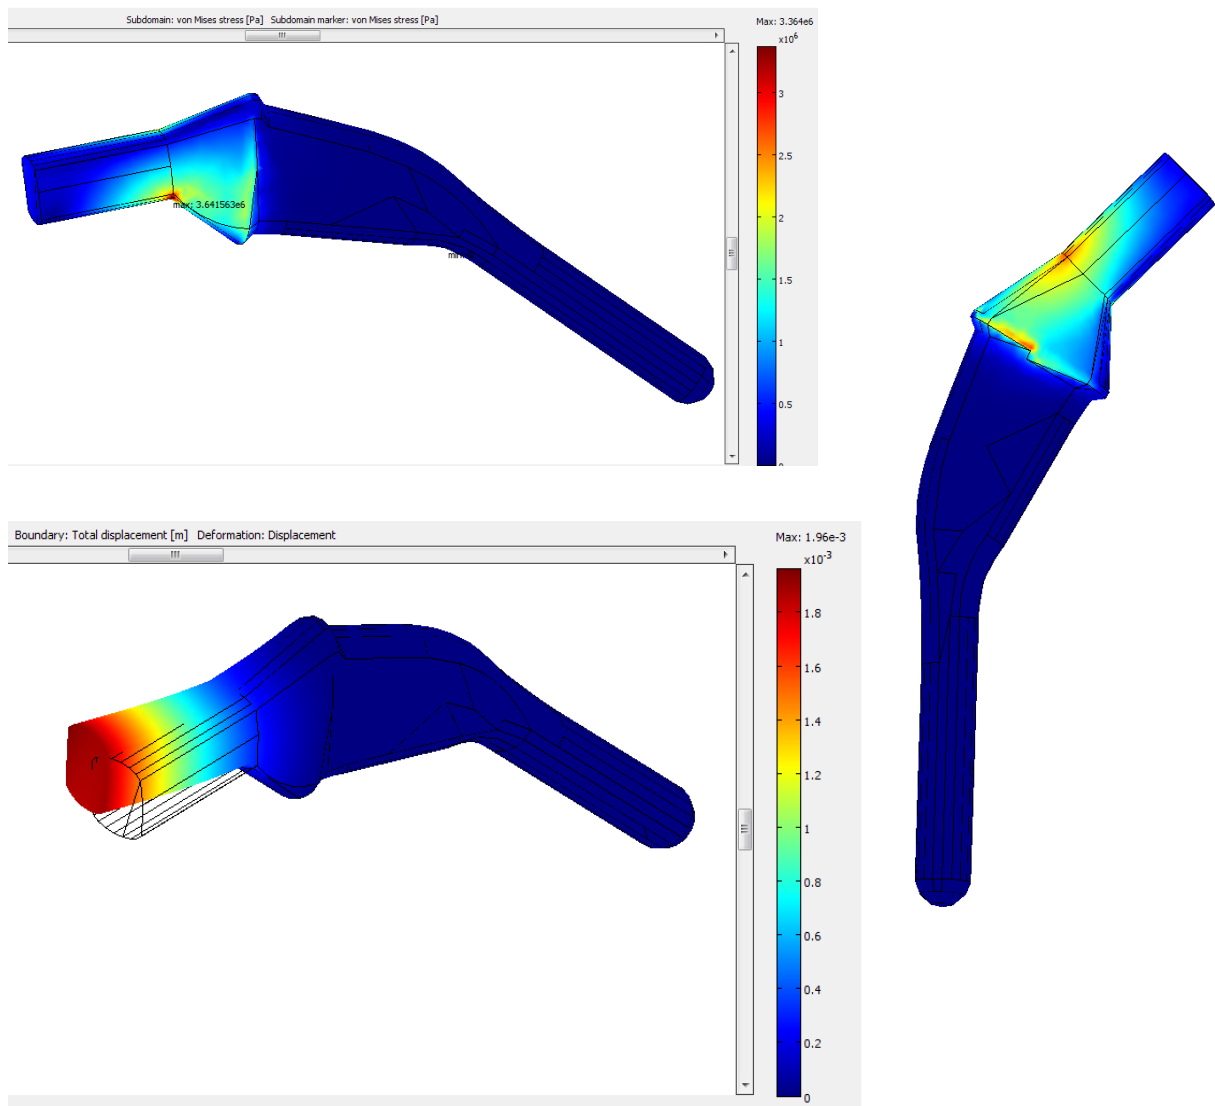 Subdomain: von Mises stress [Pa] Subdomain marker: von Mises stress [Pa]
Max: 3.364e6
x10^6
3
2.5
2
1.5
1
0.5
max: 3.641563e6
Boundary: Total displacement [m] Deformation: Displacement
Max: 1.96e-3
x10^-3
1.8
1.6
1.4
1.2
1
0.8
0.6
0.4
0.2
0